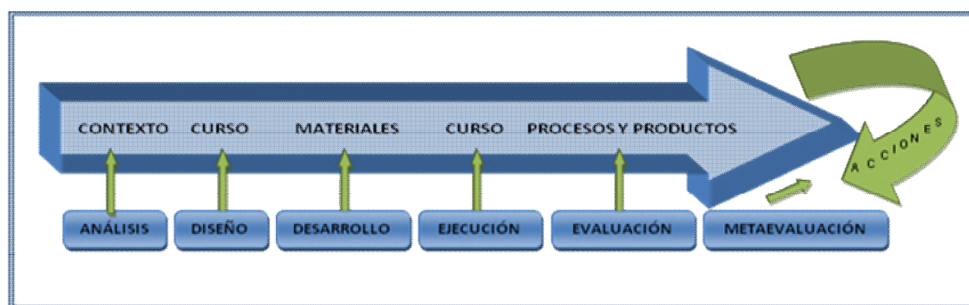 CONTEXTO CURSO MATERIALES CURSO PROCESOS Y PRODUCTOS
ACCIONES
ANÁLISIS DISEÑO DESARROLLO EJECUCIÓN EVALUACIÓN METAEVALUACIÓN